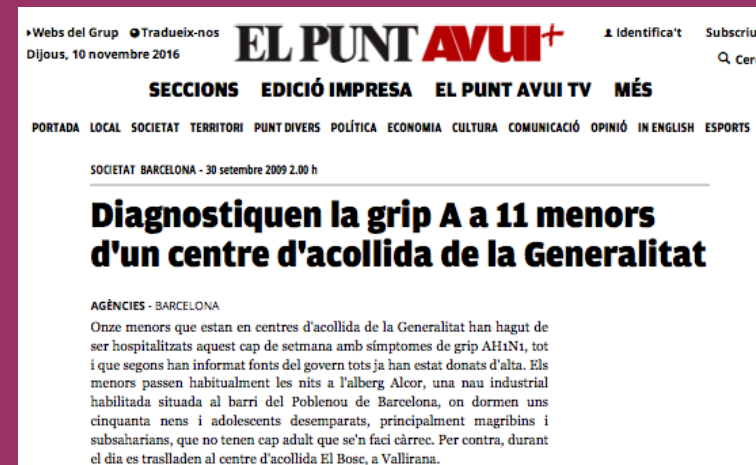 Webs del Grup Tradueix-nos
Dijous, 10 novembre 2016
EL PUNT AVUI+
Identifica't Subscriu
Cer
SECCIONS EDICIÓ IMPRESA EL PUNT AVUI TV MÉS
PORTADA LOCAL SOCIETAT TERRITORI PUNT DIVERS POLÍTICA ECONOMIA CULTURA COMUNICACIÓ OPINIÓ IN ENGLISH ESPORTS
SOCIETAT BARCELONA - 30 setembre 2009 2.00 h
Diagnostiquen la grip A a 11 menors
d'un centre d'acollida de la Generalitat
AGÈNCIES - BARCELONA
Onze menors que estan en centres d'acollida de la Generalitat han hagut de
ser hospitalitzats aquest cap de setmana amb símptomes de grip AH1N1, tot
i que segons han informat fonts del govern tots ja han estat donats d'alta. Els
menors passen habitualment les nits a l'alberg Alcor, una nau industrial
habilitada situada al barri del Poblenou de Barcelona, on dormen uns
cinquanta nens i adolescents desemparats, principalment magribins i
subsaharians, que no tenen cap adult que se'n faci càrrec. Per contra, durant
el dia es traslladen al centre d'acollida El Bosc, a Vallirana.